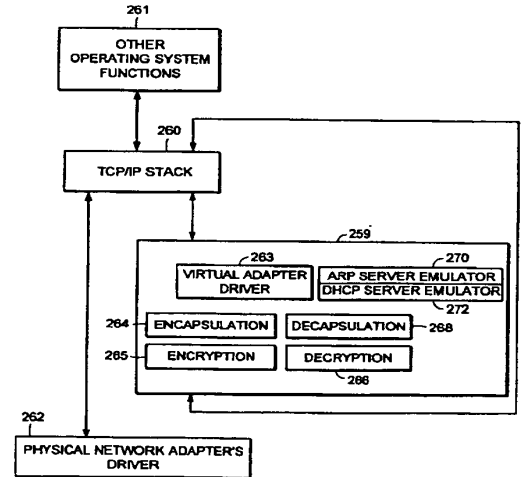 261
OTHER
OPERATING SYSTEM
FUNCTIONS
260
TCP/IP STACK
259
263
VIRTUAL ADAPTER
DRIVER
270
ARP SERVER EMULATOR
DHCP SERVER EMULATOR
272
264
ENCAPSULATION
DECAPSULATION
268
265
ENCRYPTION
DECRYPTION
266
262
PHYSICAL NETWORK ADAPTER'S
DRIVER